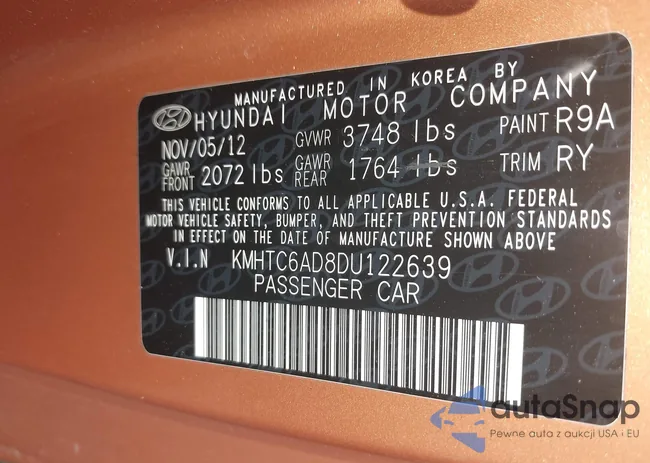 MANUFACTURED IN KOREA BY
HYUNDAI MOTOR COMPANY
NOV/05/12 GVWR 3748 lbs PAINT R9A
GAWR FRONT 2072 lbs GAWR REAR 1764 lbs TRIM RY
THIS VEHICLE CONFORMS TO ALL APPLICABLE U.S.A. FEDERAL
MOTOR VEHICLE SAFETY, BUMPER, AND THEFT PREVENTION STANDARDS
IN EFFECT ON THE DATE OF MANUFACTURE SHOWN ABOVE
V.I.N KMHTC6AD8DU122639
PASSENGER CAR
autaSnap
Pewne auta z aukcji USA i EU